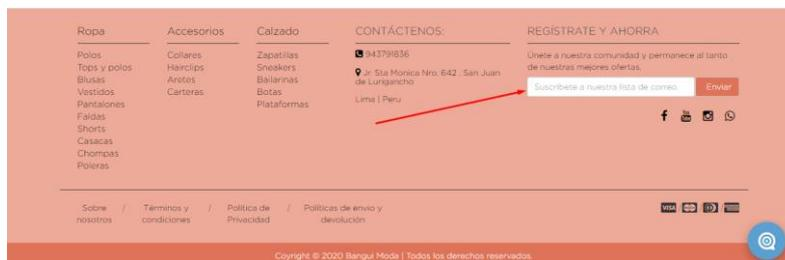 Ropa
Polos
Tops y polos
Blusas
Vestidos
Pantalones
Faldas
Shorts
Casacas
Chompas
Poleras
Accesorios
Collares
Hairclips
Aretes
Carteras
Calzado
Zapatillas
Sneakers
Bailarinas
Botas
Plataformas
CONTÁCTENOS:
943791836
Jr. Sta Monica Nro. 642 , San Juan
de Lurigancho
Lima | Peru
REGÍSTRATE Y AHORRA
Únete a nuestra comunidad y permanece al tanto
de nuestras mejores ofertas.
Suscríbete a nuestra lista de correo
Enviar
Sobre nosotros / Términos y condiciones / Política de Privacidad / Políticas de envio y devolución
VISA
Coyright © 2020 Bangui Moda | Todos los derechos reservados.